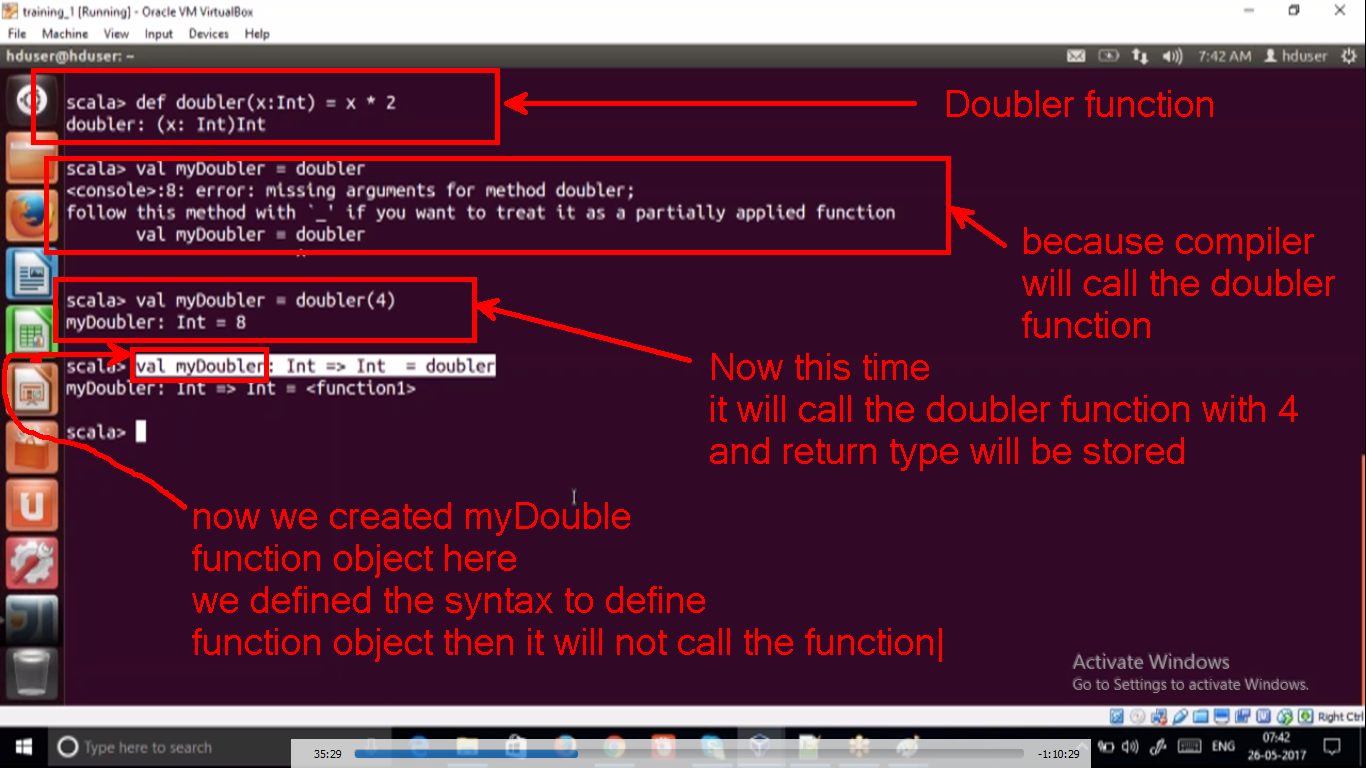 training_1 [Running] - Oracle VM VirtualBox
File Machine View Input Devices Help
hduser@hduser: ~
7:42 AM hduser
scala> def doubler(x:Int) = x * 2
doubler: (x: Int)Int
Doubler function
scala> val myDoubler = doubler
<console>:8: error: missing arguments for method doubler;
follow this method with `_' if you want to treat it as a partially applied function
val myDoubler = doubler
^
because compiler
will call the doubler
function
scala> val myDoubler = doubler(4)
myDoubler: Int = 8
Now this time
it will call the doubler function with 4
and return type will be stored
scala> val myDoubler: Int => Int  = doubler
myDoubler: Int => Int = <function1>
scala>
now we created myDouble
function object here
we defined the syntax to define
function object then it will not call the function|
Activate Windows
Go to Settings to activate Windows.
Right Ctrl
Type here to search
35:29
-1:10:29
ENG
07:42
26-05-2017